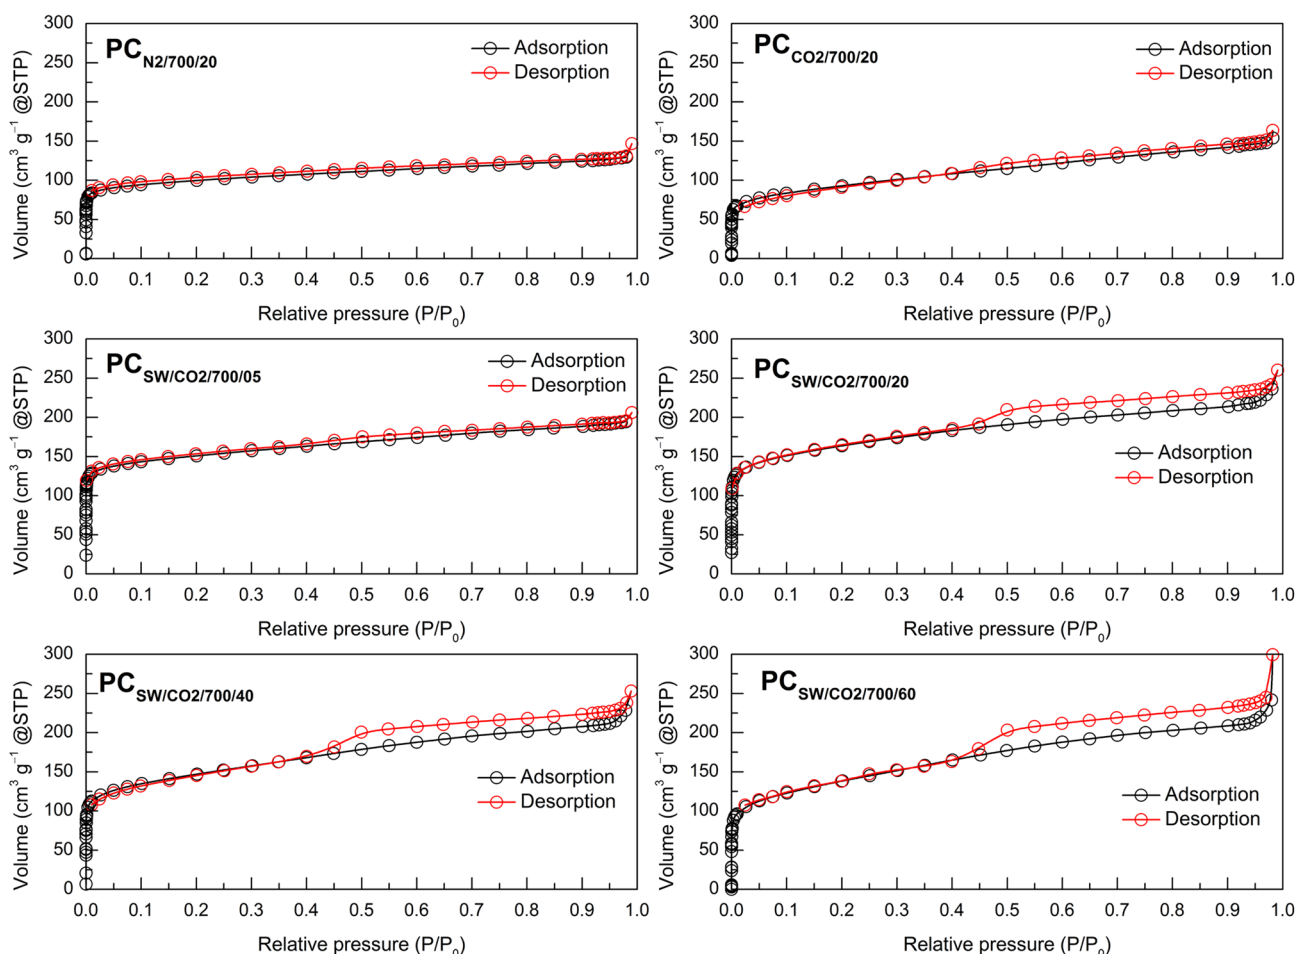 PC N2/700/20
Adsorption
Desorption
Volume (cm³ g⁻¹ @STP)
300
250
200
150
100
50
0
0.0 0.1 0.2 0.3 0.4 0.5 0.6 0.7 0.8 0.9 1.0
Relative pressure (P/P₀)
PC CO2/700/20
Adsorption
Desorption
Volume (cm³ g⁻¹ @STP)
300
250
200
150
100
50
0
0.0 0.1 0.2 0.3 0.4 0.5 0.6 0.7 0.8 0.9 1.0
Relative pressure (P/P₀)
PC SW/CO2/700/05
Adsorption
Desorption
Volume (cm³ g⁻¹ @STP)
300
250
200
150
100
50
0
0.0 0.1 0.2 0.3 0.4 0.5 0.6 0.7 0.8 0.9 1.0
Relative pressure (P/P₀)
PC SW/CO2/700/20
Adsorption
Desorption
Volume (cm³ g⁻¹ @STP)
300
250
200
150
100
50
0
0.0 0.1 0.2 0.3 0.4 0.5 0.6 0.7 0.8 0.9 1.0
Relative pressure (P/P₀)
PC SW/CO2/700/40
Adsorption
Desorption
Volume (cm³ g⁻¹ @STP)
300
250
200
150
100
50
0
0.0 0.1 0.2 0.3 0.4 0.5 0.6 0.7 0.8 0.9 1.0
Relative pressure (P/P₀)
PC SW/CO2/700/60
Adsorption
Desorption
Volume (cm³ g⁻¹ @STP)
300
250
200
150
100
50
0
0.0 0.1 0.2 0.3 0.4 0.5 0.6 0.7 0.8 0.9 1.0
Relative pressure (P/P₀)